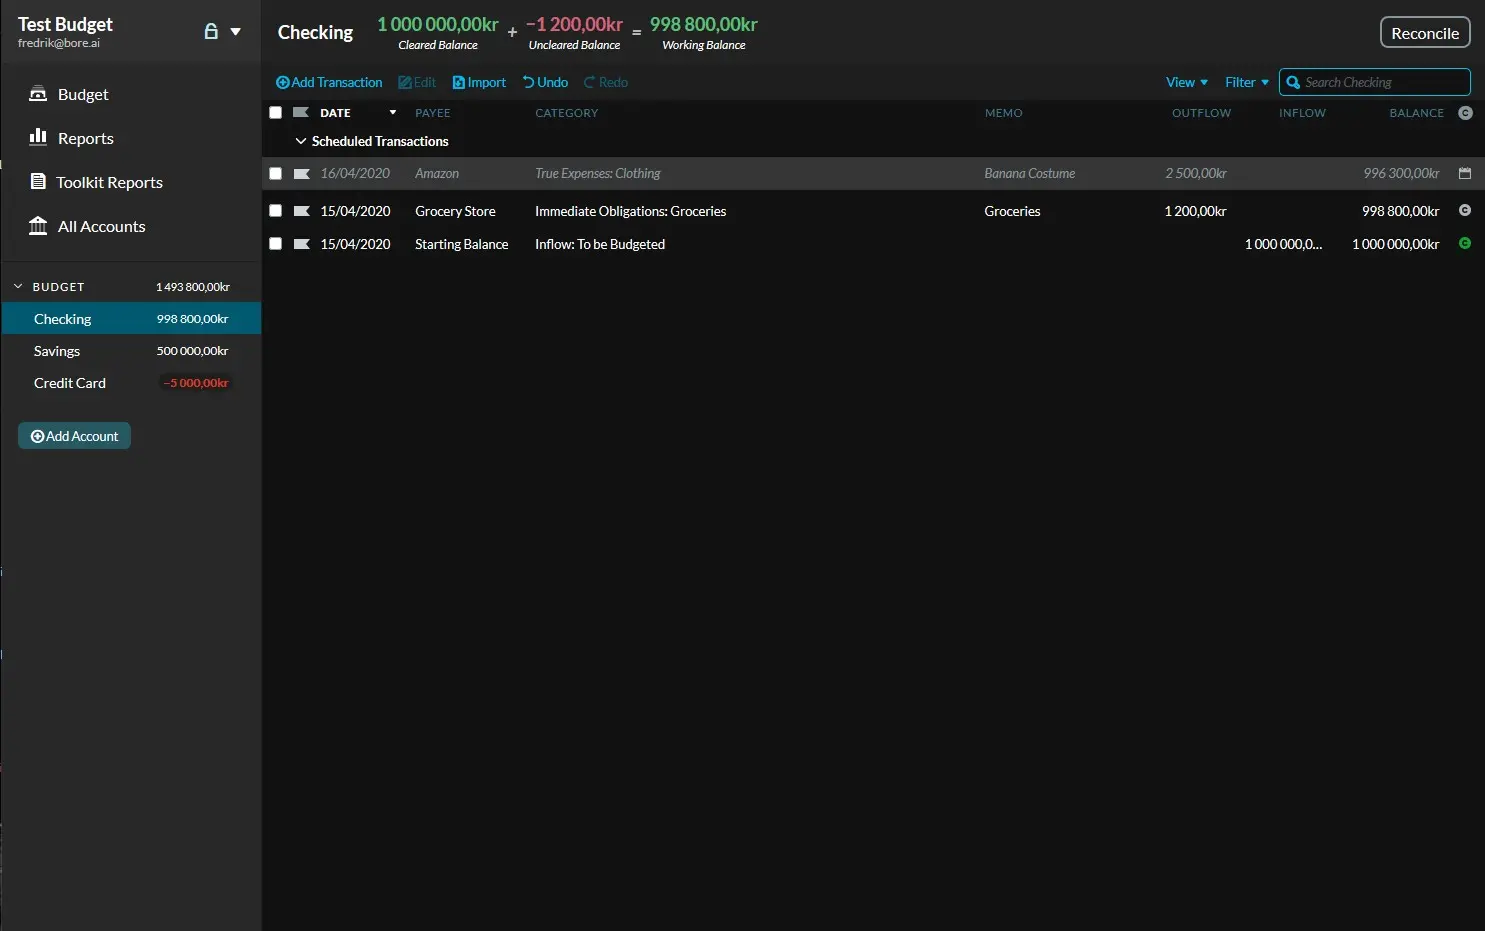 Test Budget
fredrik@bore.ai
Budget
Reports
Toolkit Reports
All Accounts
BUDGET 1 493 800,00kr
Checking 998 800,00kr
Savings 500 000,00kr
Credit Card −5 000,00kr
Add Account
Checking 1 000 000,00kr + −1 200,00kr = 998 800,00kr Reconcile
Cleared Balance Uncleared Balance Working Balance
Add Transaction Edit Import Undo Redo View Filter Search Checking
DATE PAYEE CATEGORY MEMO OUTFLOW INFLOW BALANCE C
Scheduled Transactions
16/04/2020 Amazon True Expenses: Clothing Banana Costume 2 500,00kr 996 300,00kr
15/04/2020 Grocery Store Immediate Obligations: Groceries Groceries 1 200,00kr 998 800,00kr C
15/04/2020 Starting Balance Inflow: To be Budgeted 1 000 000,0... 1 000 000,00kr C